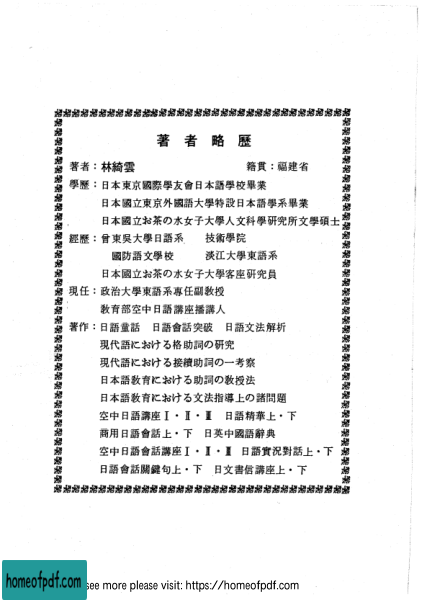 著者略歷
著者：林綺雲 籍貫：福建省
學歷：日本東京國際學友會日本語學校畢業
日本國立東京外國語大學特設日本語學系畢業
日本國立お茶の水女子大學人文科學研究所文學碩士
經歷：曾東吳大學日語系 技術學院
國防語文學校 淡江大學東語系
日本國立お茶の水女子大學客座研究員
現任：政治大學東語系專任副教授
教育部空中日語講座播講人
著作：日語童話 日語會話突破 日語文法解析
現代語における格助詞の研究
現代語における接續助詞の一考察
日本語教育における助詞の教授法
日本語教育における文法指導上の諸問題
空中日語講座Ⅰ・Ⅱ・Ⅲ 日語精華上・下
商用日語會話上・下 日英中國語辭典
空中日語會話講座Ⅰ・Ⅱ・Ⅲ 日語實況對話上・下
日語會話關鍵句上・下 日文書信講座上・下
homeofpdf.com
see more please visit: https://homeofpdf.com